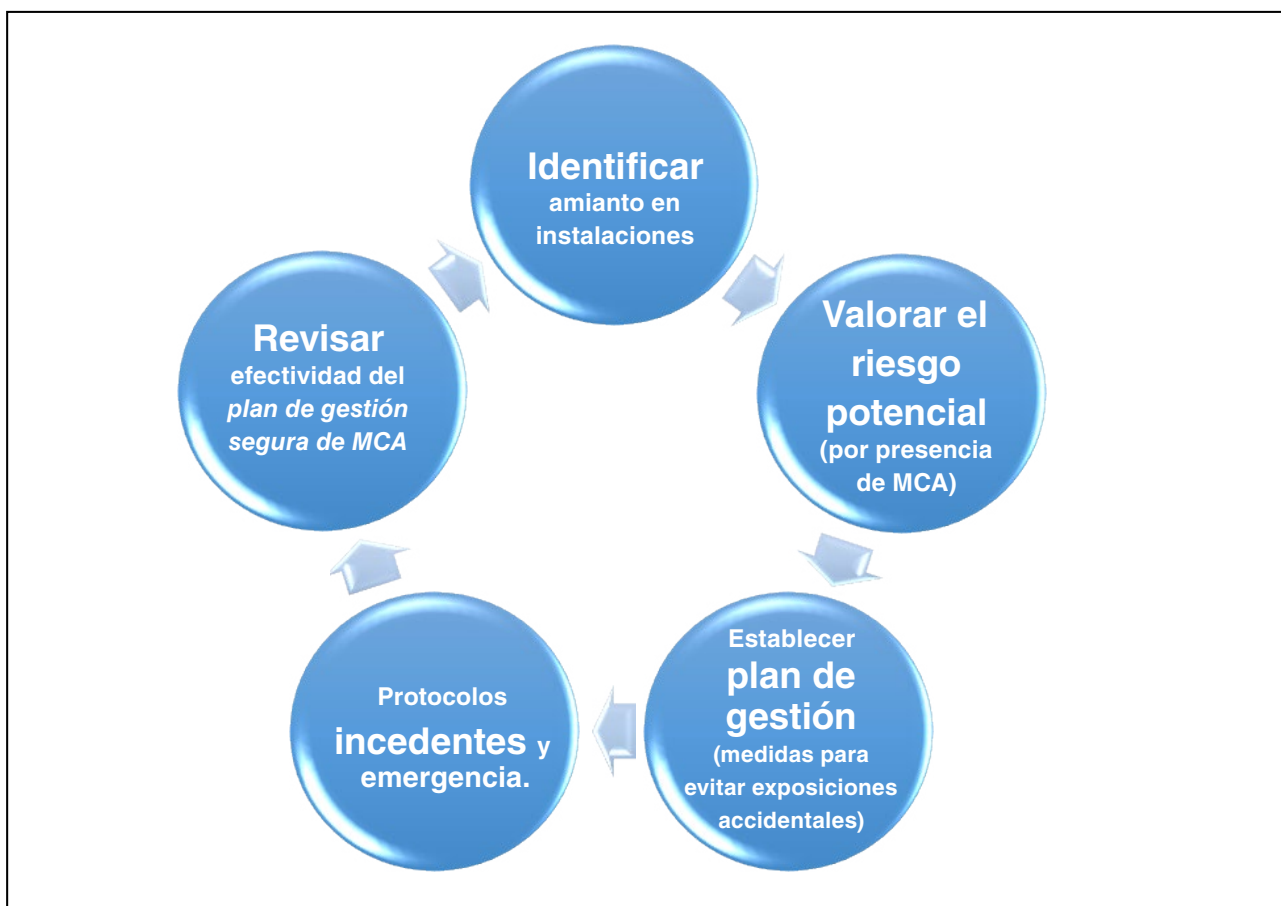 Identificar
amianto en
instalaciones
Valorar el
riesgo
potencial
(por presencia
de MCA)
Establecer
plan de
gestión
(medidas para
evitar exposiciones
accidentales)
Protocolos
incedentes y
emergencia.
Revisar
efectividad del
plan de gestión
segura de MCA